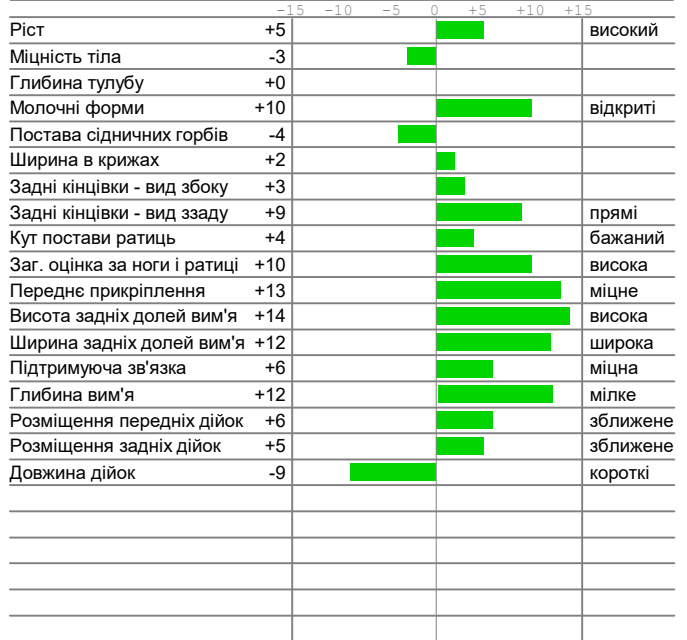 -15 -10 -5 0 +5 +10 +15
Ріст +5 високий
Міцність тіла -3
Глибина тулубу +0
Молочні форми +10 відкриті
Постава сідничних горбів -4
Ширина в крижах +2
Задні кінцівки - вид збоку +3
Задні кінцівки - вид ззаду +9 прямі
Кут постави ратиць +4 бажаний
Заг. оцінка за ноги і ратиці +10 висока
Переднє прикріплення +13 міцне
Висота задніх долей вим'я +14 висока
Ширина задніх долей вим'я +12 широка
Підтримуюча зв'язка +6 міцна
Глибина вим'я +12 мілке
Розміщення передніх дійок +6 зближене
Розміщення задніх дійок +5 зближене
Довжина дійок -9 короткі